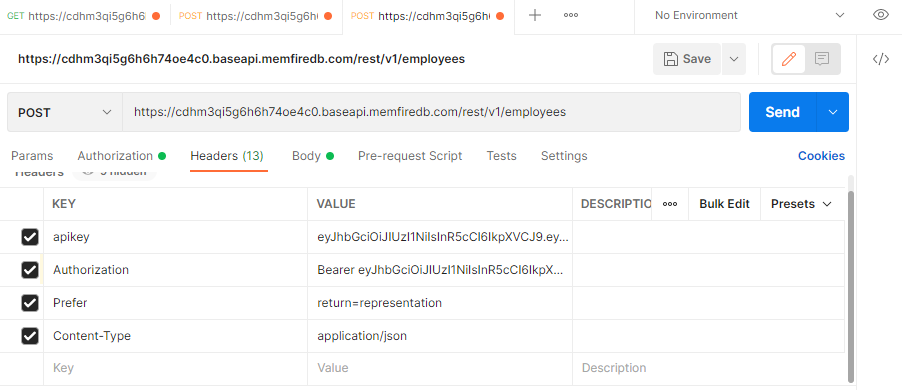 GET https://cdhm3qi5g6h6 POST https://cdhm3qi5g6h6 POST https://cdhm3qi5g6h6 + ooo No Environment
https://cdhm3qi5g6h6h74oe4c0.baseapi.memfiredb.com/rest/v1/employees Save
POST https://cdhm3qi5g6h6h74oe4c0.baseapi.memfiredb.com/rest/v1/employees Send
Params Authorization Headers (13) Body Pre-request Script Tests Settings Cookies
Headers hidden
KEY VALUE DESCRIPTIO ooo Bulk Edit Presets
apikey eyJhbGciOiJIUzI1NiIsInR5cCI6IkpXVCJ9.ey...
Authorization Bearer eyJhbGciOiJIUzI1NiIsInR5cCI6IkpX...
Prefer return=representation
Content-Type application/json
Key Value Description